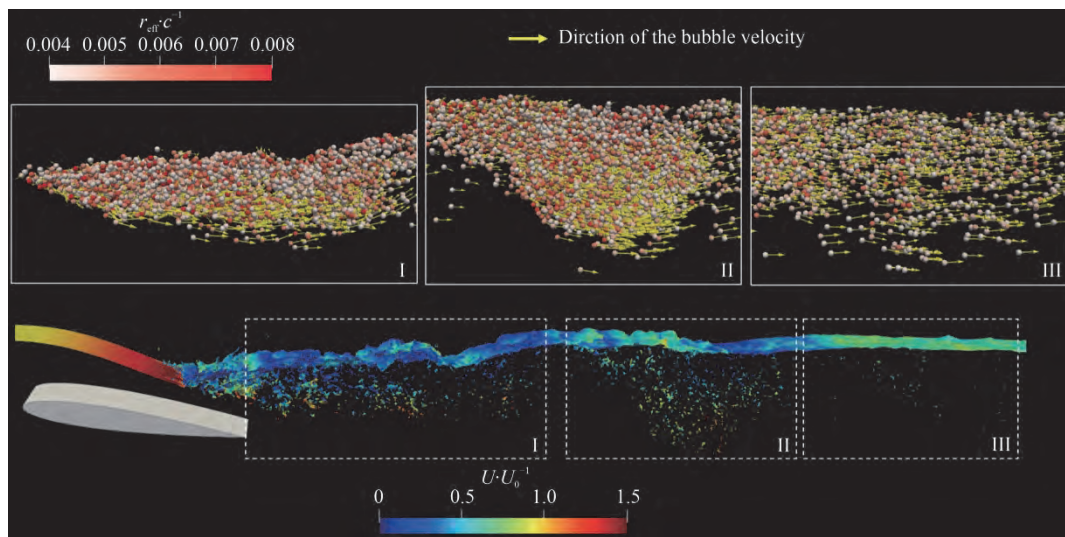 r_eff·c⁻¹
0.004 0.005 0.006 0.007 0.008
Dirction of the bubble velocity
I
II
III
I
II
III
U·U₀⁻¹
0 0.5 1.0 1.5